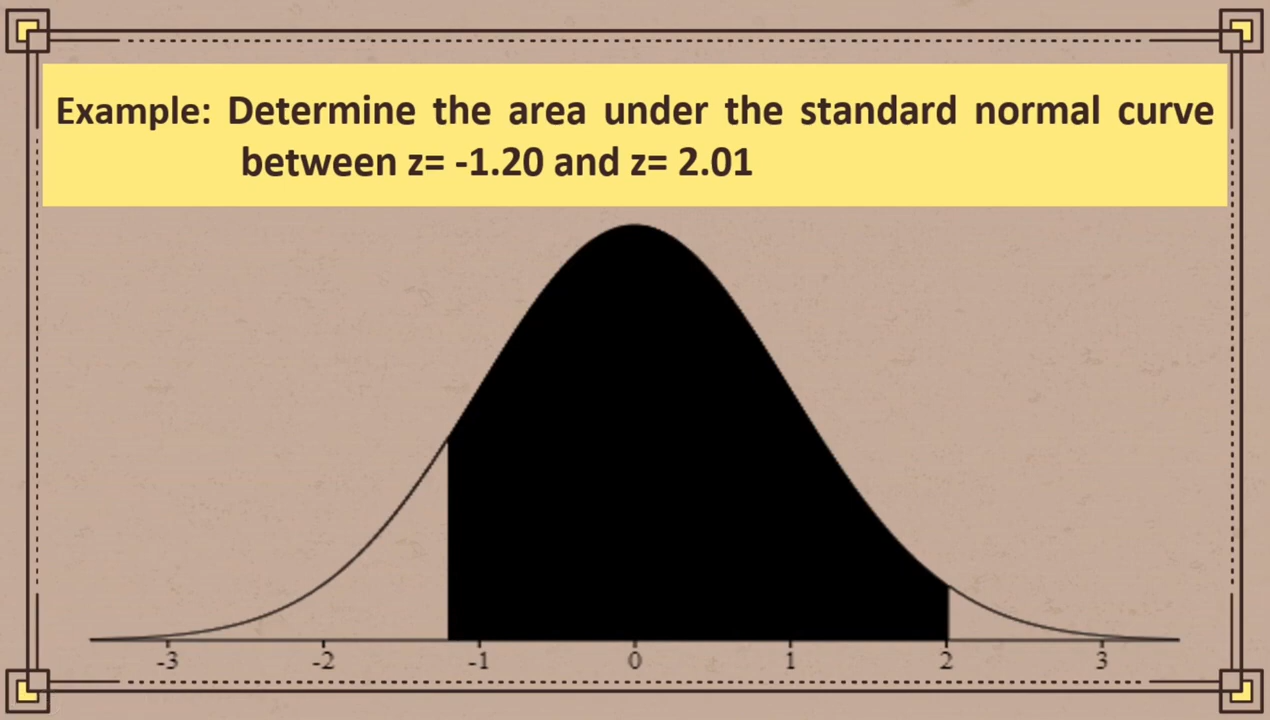 Example: Determine the area under the standard normal curve
between z= -1.20 and z= 2.01
-3 -2 -1 0 1 2 3